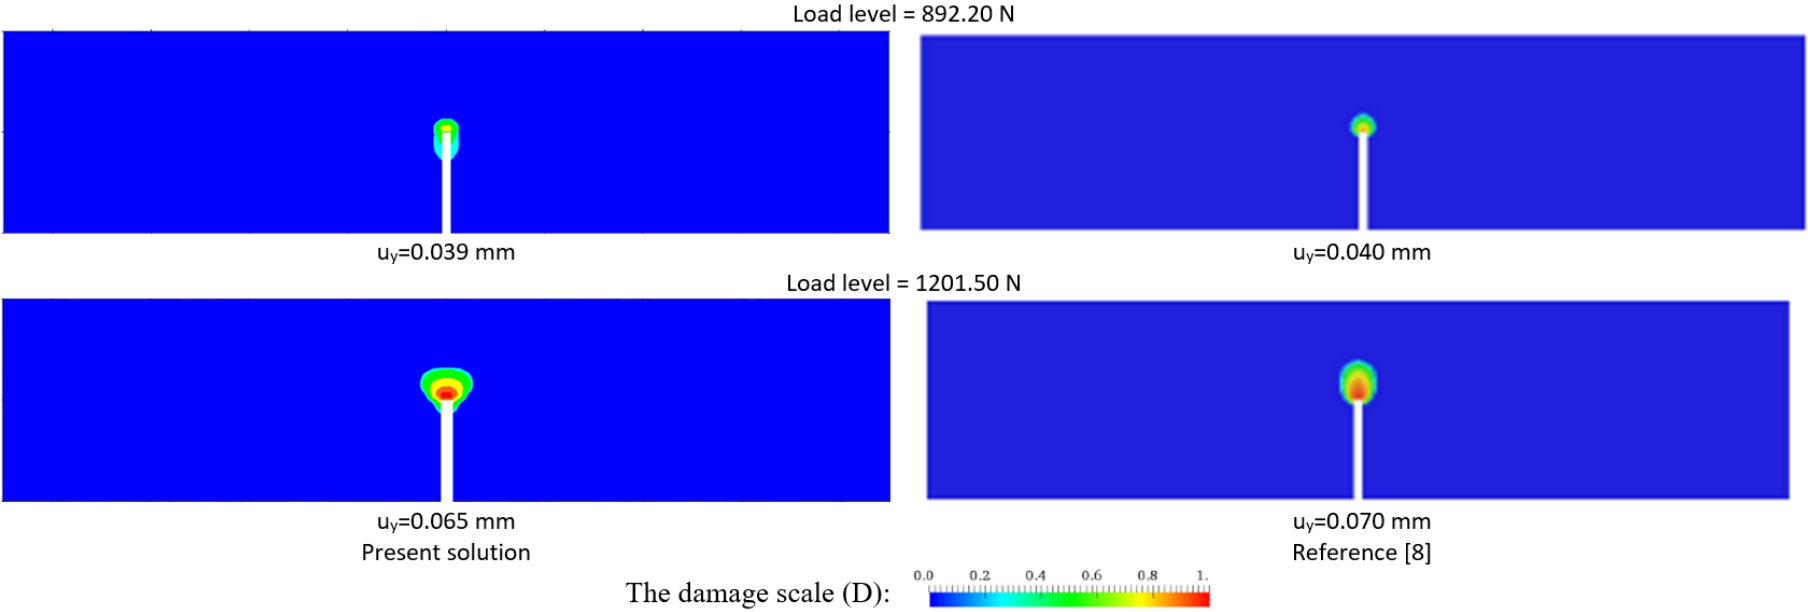 Load level = 892.20 N
uy=0.039 mm
uy=0.040 mm
Load level = 1201.50 N
uy=0.065 mm
uy=0.070 mm
Present solution
Reference [8]
0.0 0.2 0.4 0.6 0.8 1.
The damage scale (D):